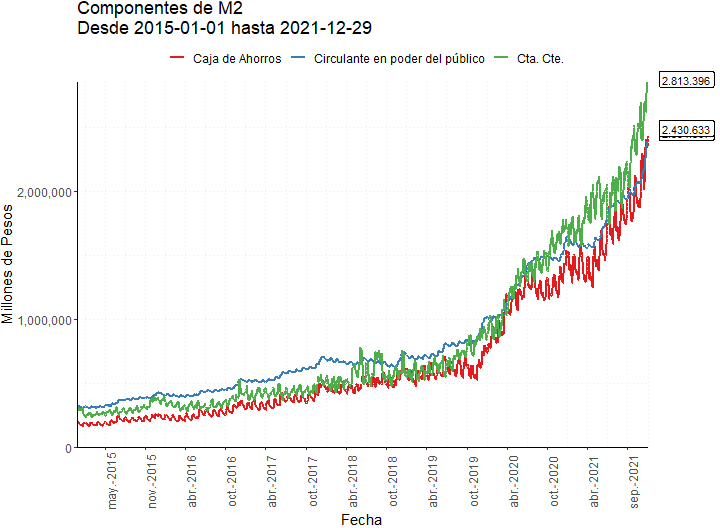 Componentes de M2
Desde 2015-01-01 hasta 2021-12-29
Caja de Ahorros
Circulante en poder del público
Cta. Cte.
2.813.396
2.430.633
Millones de Pesos
2,000,000
1,000,000
0
may.-2015
nov.-2015
abr.-2016
oct.-2016
abr.-2017
oct.-2017
abr.-2018
oct.-2018
abr.-2019
oct.-2019
abr.-2020
oct.-2020
abr.-2021
sep.-2021
Fecha